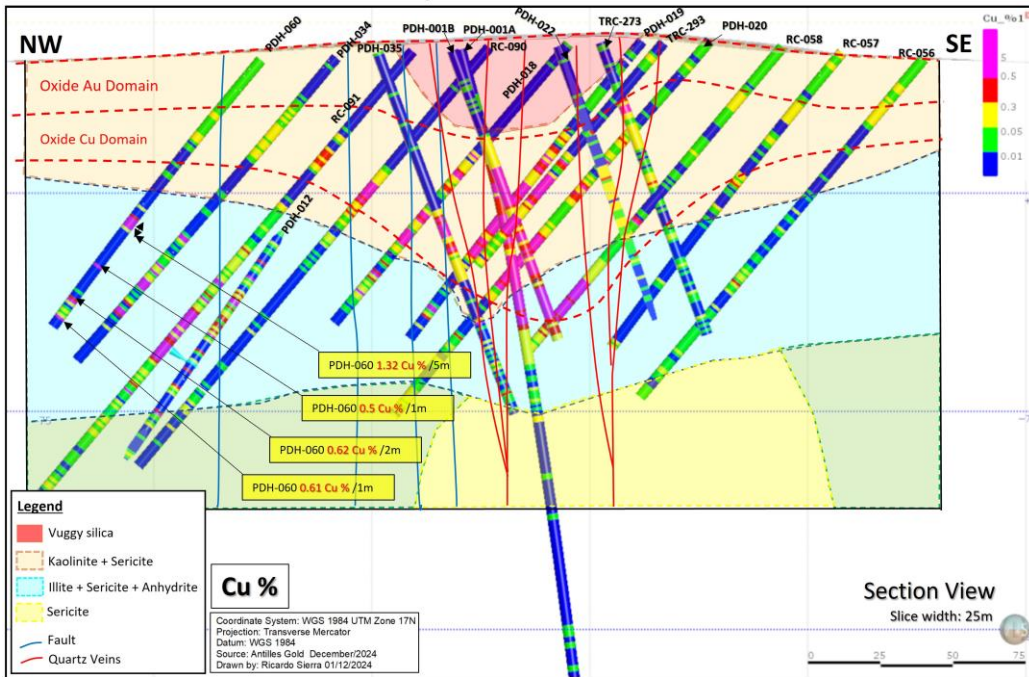 NW
SE
PDH-060
PDH-034
PDH-035
PDH-001B
PDH-001A
RC-090
PDH-022
TRC-273
PDH-019
TRC-293
PDH-020
RC-058
RC-057
RC-056
Cu_%
5
0.5
0.3
0.05
0.01
Oxide Au Domain
RC-091
PDH-018
Oxide Cu Domain
PDH-012
PDH-060 1.32 Cu % /5m
PDH-060 0.5 Cu % /1m
PDH-060 0.62 Cu % /2m
PDH-060 0.61 Cu % /1m
Legend
Vuggy silica
Kaolinite + Sericite
Illite + Sericite + Anhydrite
Sericite
Fault
Quartz Veins
Cu %
Coordinate System: WGS 1984 UTM Zone 17N
Projection: Transverse Mercator
Datum: WGS 1984
Source: Antilles Gold December/2024
Drawn by: Ricardo Sierra 01/12/2024
Section View
Slice width: 25m
0 25 50 75